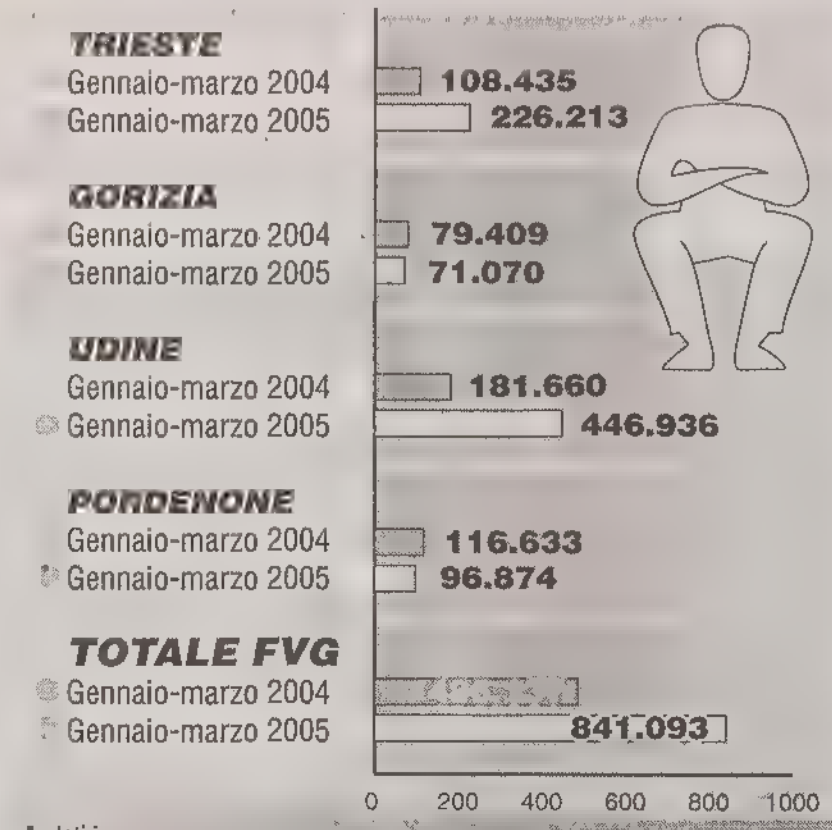 TRIESTE
Gennaio-marzo 2004 108.435
Gennaio-marzo 2005 226.213
GORIZIA
Gennaio-marzo 2004 79.409
Gennaio-marzo 2005 71.070
UDINE
Gennaio-marzo 2004 181.660
Gennaio-marzo 2005 446.936
PORDENONE
Gennaio-marzo 2004 116.633
Gennaio-marzo 2005 96.874
TOTALE FVG
Gennaio-marzo 2004
Gennaio-marzo 2005 841.093
0 200 400 600 800 1000